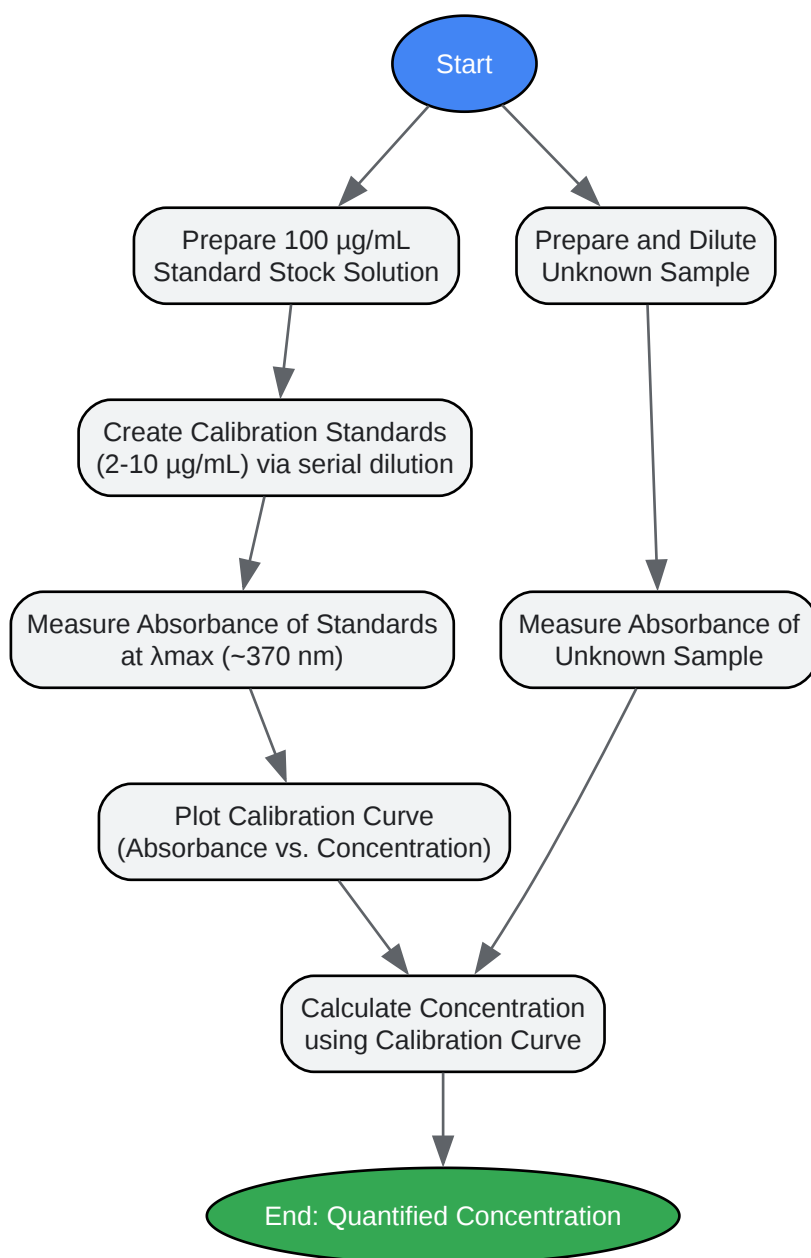 Start
Prepare 100 µg/mL
Standard Stock Solution
Prepare and Dilute
Unknown Sample
Create Calibration Standards
(2-10 µg/mL) via serial dilution
Measure Absorbance of Standards
at λmax (~370 nm)
Measure Absorbance of
Unknown Sample
Plot Calibration Curve
(Absorbance vs. Concentration)
Calculate Concentration
using Calibration Curve
End: Quantified Concentration